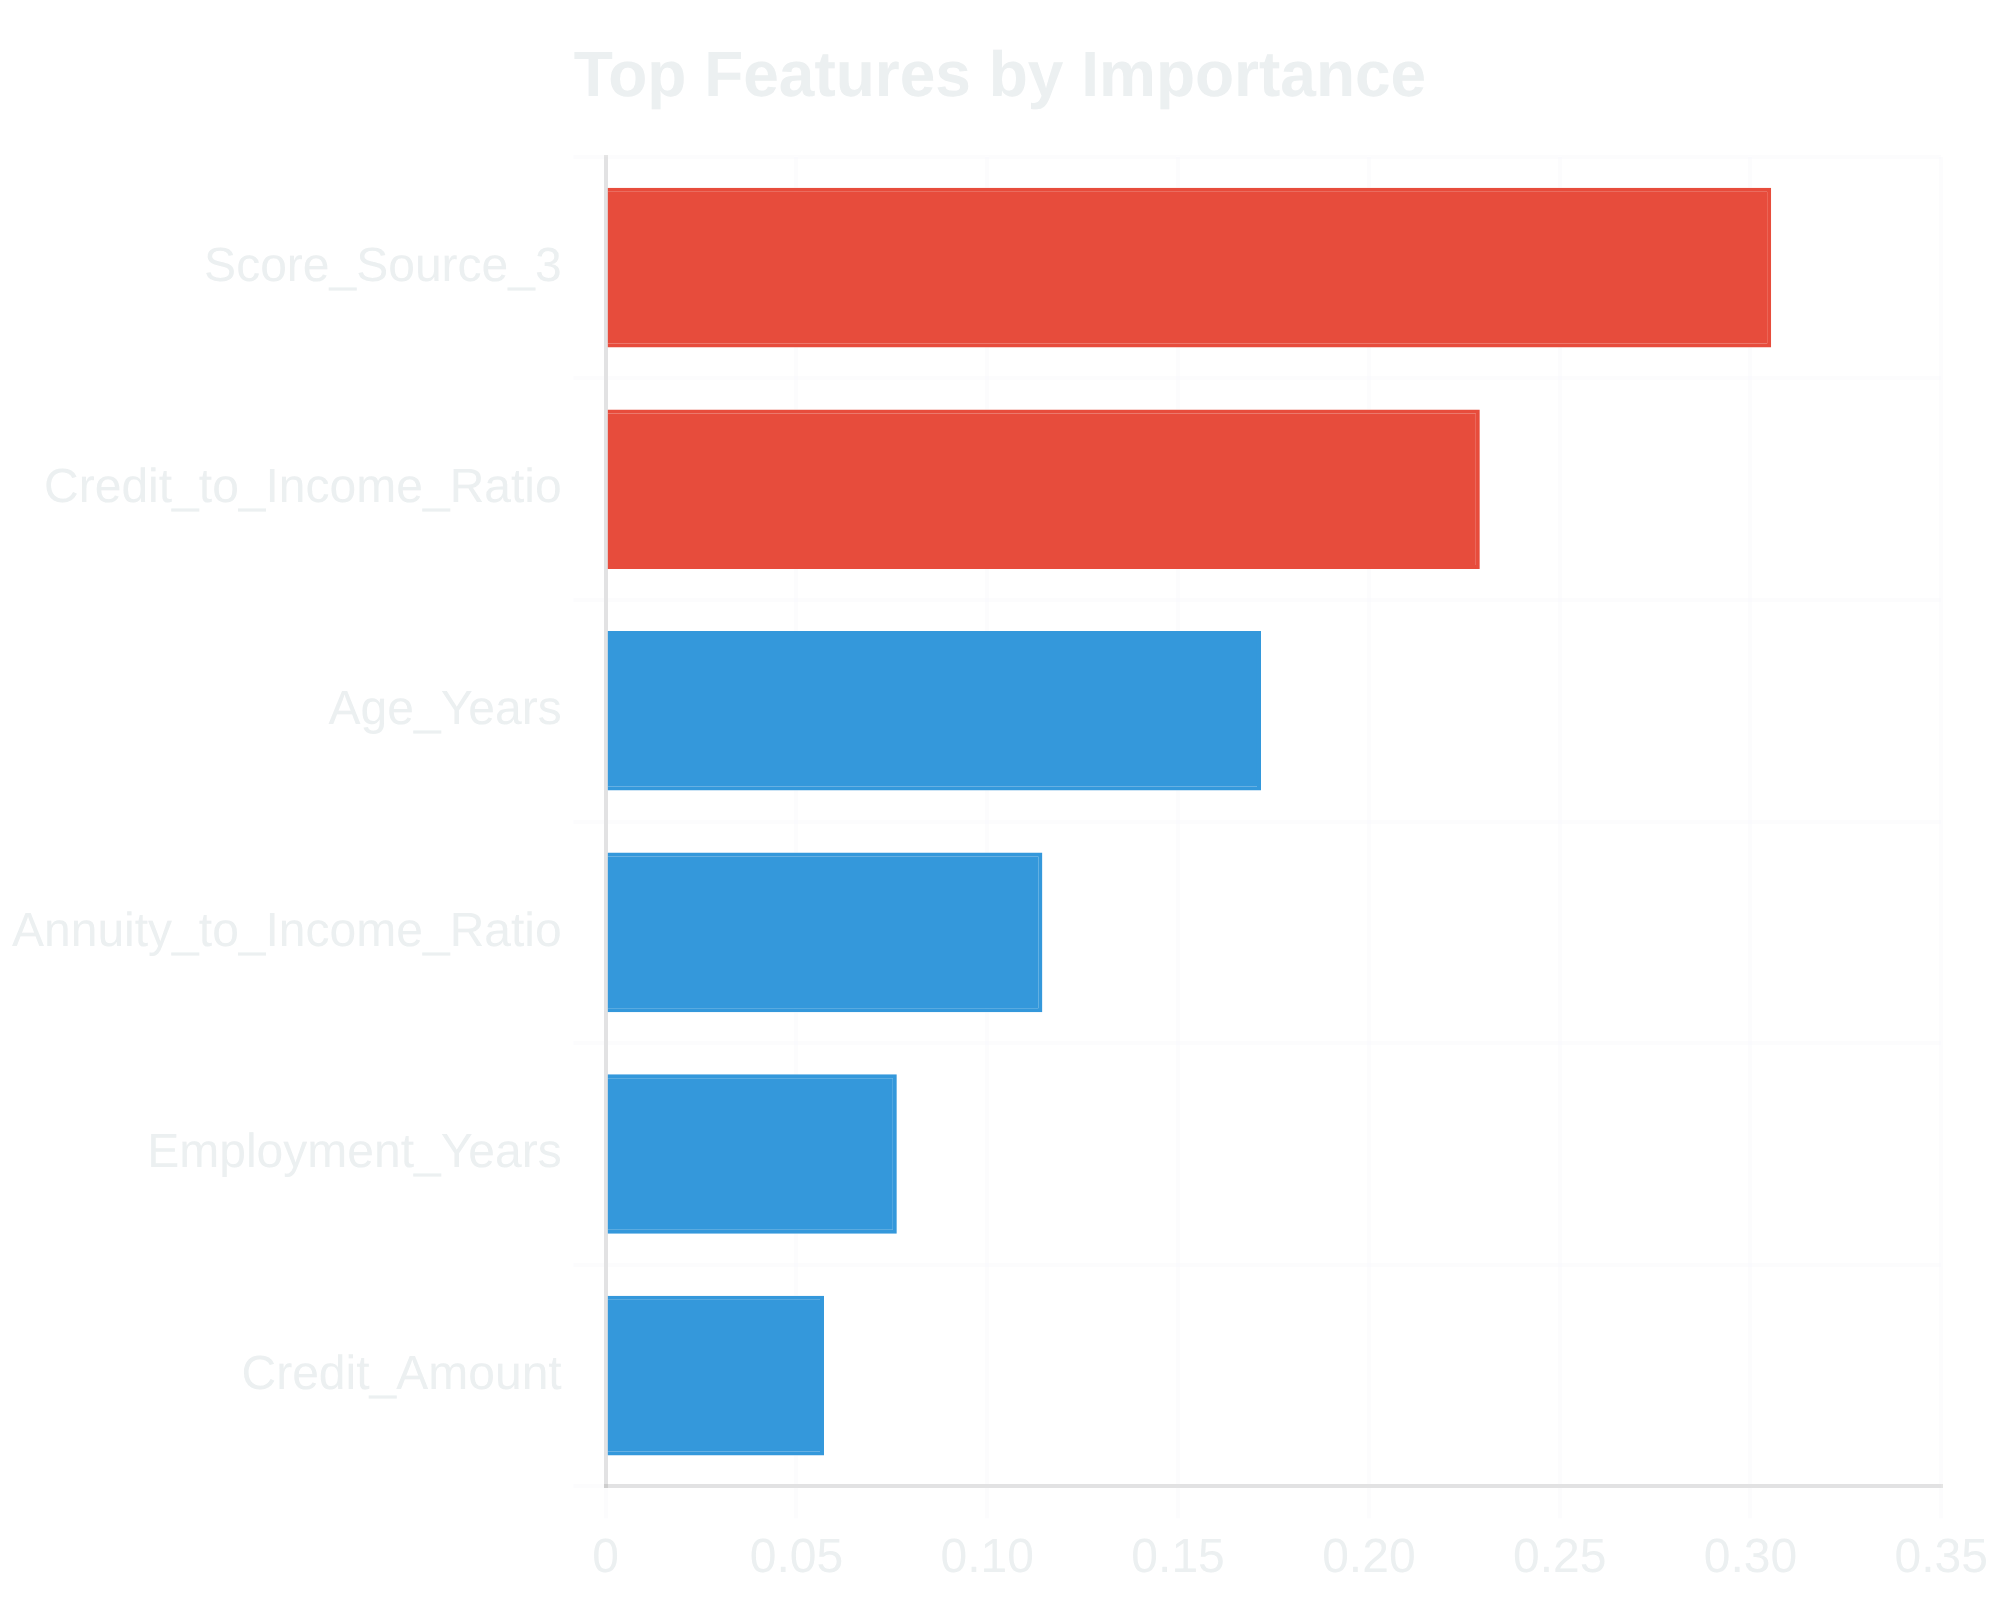 Top Features by Importance
Score_Source_3
Credit_to_Income_Ratio
Age_Years
Annuity_to_Income_Ratio
Employment_Years
Credit_Amount
0 0.05 0.10 0.15 0.20 0.25 0.30 0.35